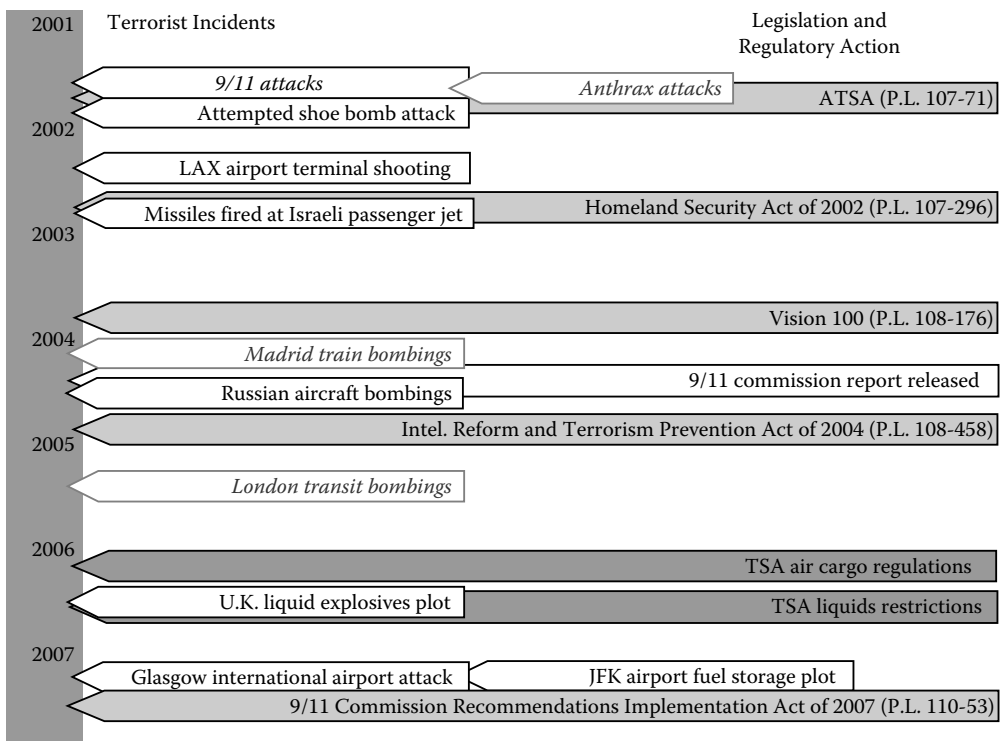 2001
Terrorist Incidents
Legislation and
Regulatory Action
9/11 attacks
Anthrax attacks
ATSA (P.L. 107-71)
Attempted shoe bomb attack
2002
LAX airport terminal shooting
Homeland Security Act of 2002 (P.L. 107-296)
Missiles fired at Israeli passenger jet
2003
Vision 100 (P.L. 108-176)
2004
Madrid train bombings
9/11 commission report released
Russian aircraft bombings
Intel. Reform and Terrorism Prevention Act of 2004 (P.L. 108-458)
2005
London transit bombings
2006
TSA air cargo regulations
U.K. liquid explosives plot
TSA liquids restrictions
2007
Glasgow international airport attack
JFK airport fuel storage plot
9/11 Commission Recommendations Implementation Act of 2007 (P.L. 110-53)